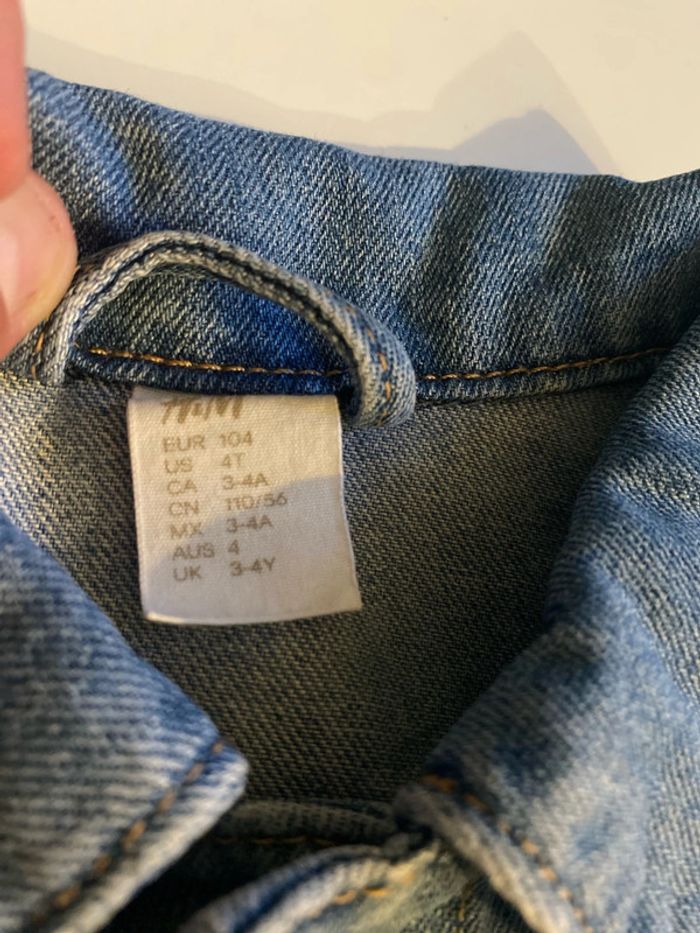 H&M
EUR 104
US 4T
CA 3-4A
CN 110/56
MX 3-4A
AUS 4
UK 3-4Y